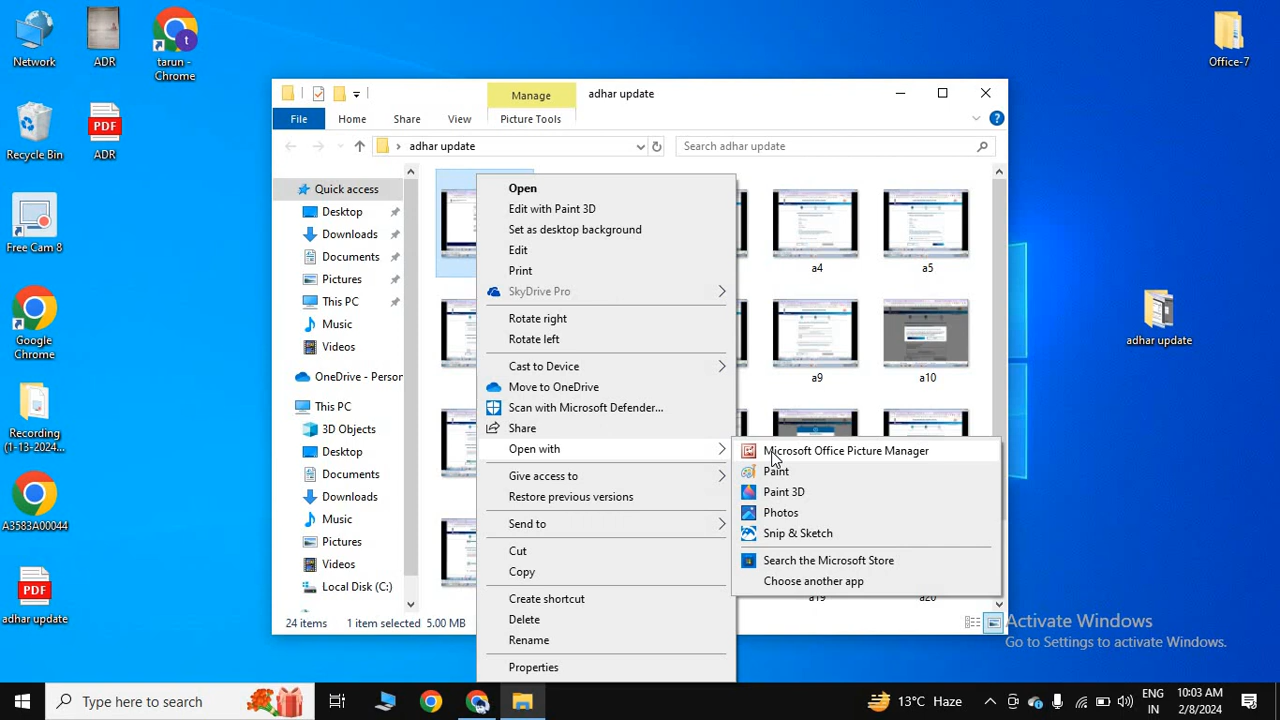 Network
ADR
tarun -
Chrome
t
Recycle Bin
PDF
ADR
Free Cam 8
Google
Chrome
Recording
(1-13-2024...
A3583A00044
PDF
adhar update
Office-7
adhar update
Manage
adhar update
File
Home
Share
View
Picture Tools
adhar update
Search adhar update
Quick access
Desktop
Downloads
Documents
Pictures
This PC
Music
Videos
OneDrive - Person
This PC
3D Objects
Desktop
Documents
Downloads
Music
Pictures
Videos
Local Disk (C:)
a4
a5
a9
a10
a19
a20
Open
Edit with Paint 3D
Set as desktop background
Edit
Print
SkyDrive Pro
Rotate right
Rotate left
Cast to Device
Move to OneDrive
Scan with Microsoft Defender...
Share
Open with
Give access to
Restore previous versions
Send to
Cut
Copy
Create shortcut
Delete
Rename
Properties
Microsoft Office Picture Manager
Paint
Paint 3D
Photos
Snip & Sketch
Search the Microsoft Store
Choose another app
24 items
1 item selected
5.00 MB
Activate Windows
Go to Settings to activate Windows.
Type here to search
13°C Haze
ENG
IN
10:03 AM
2/8/2024